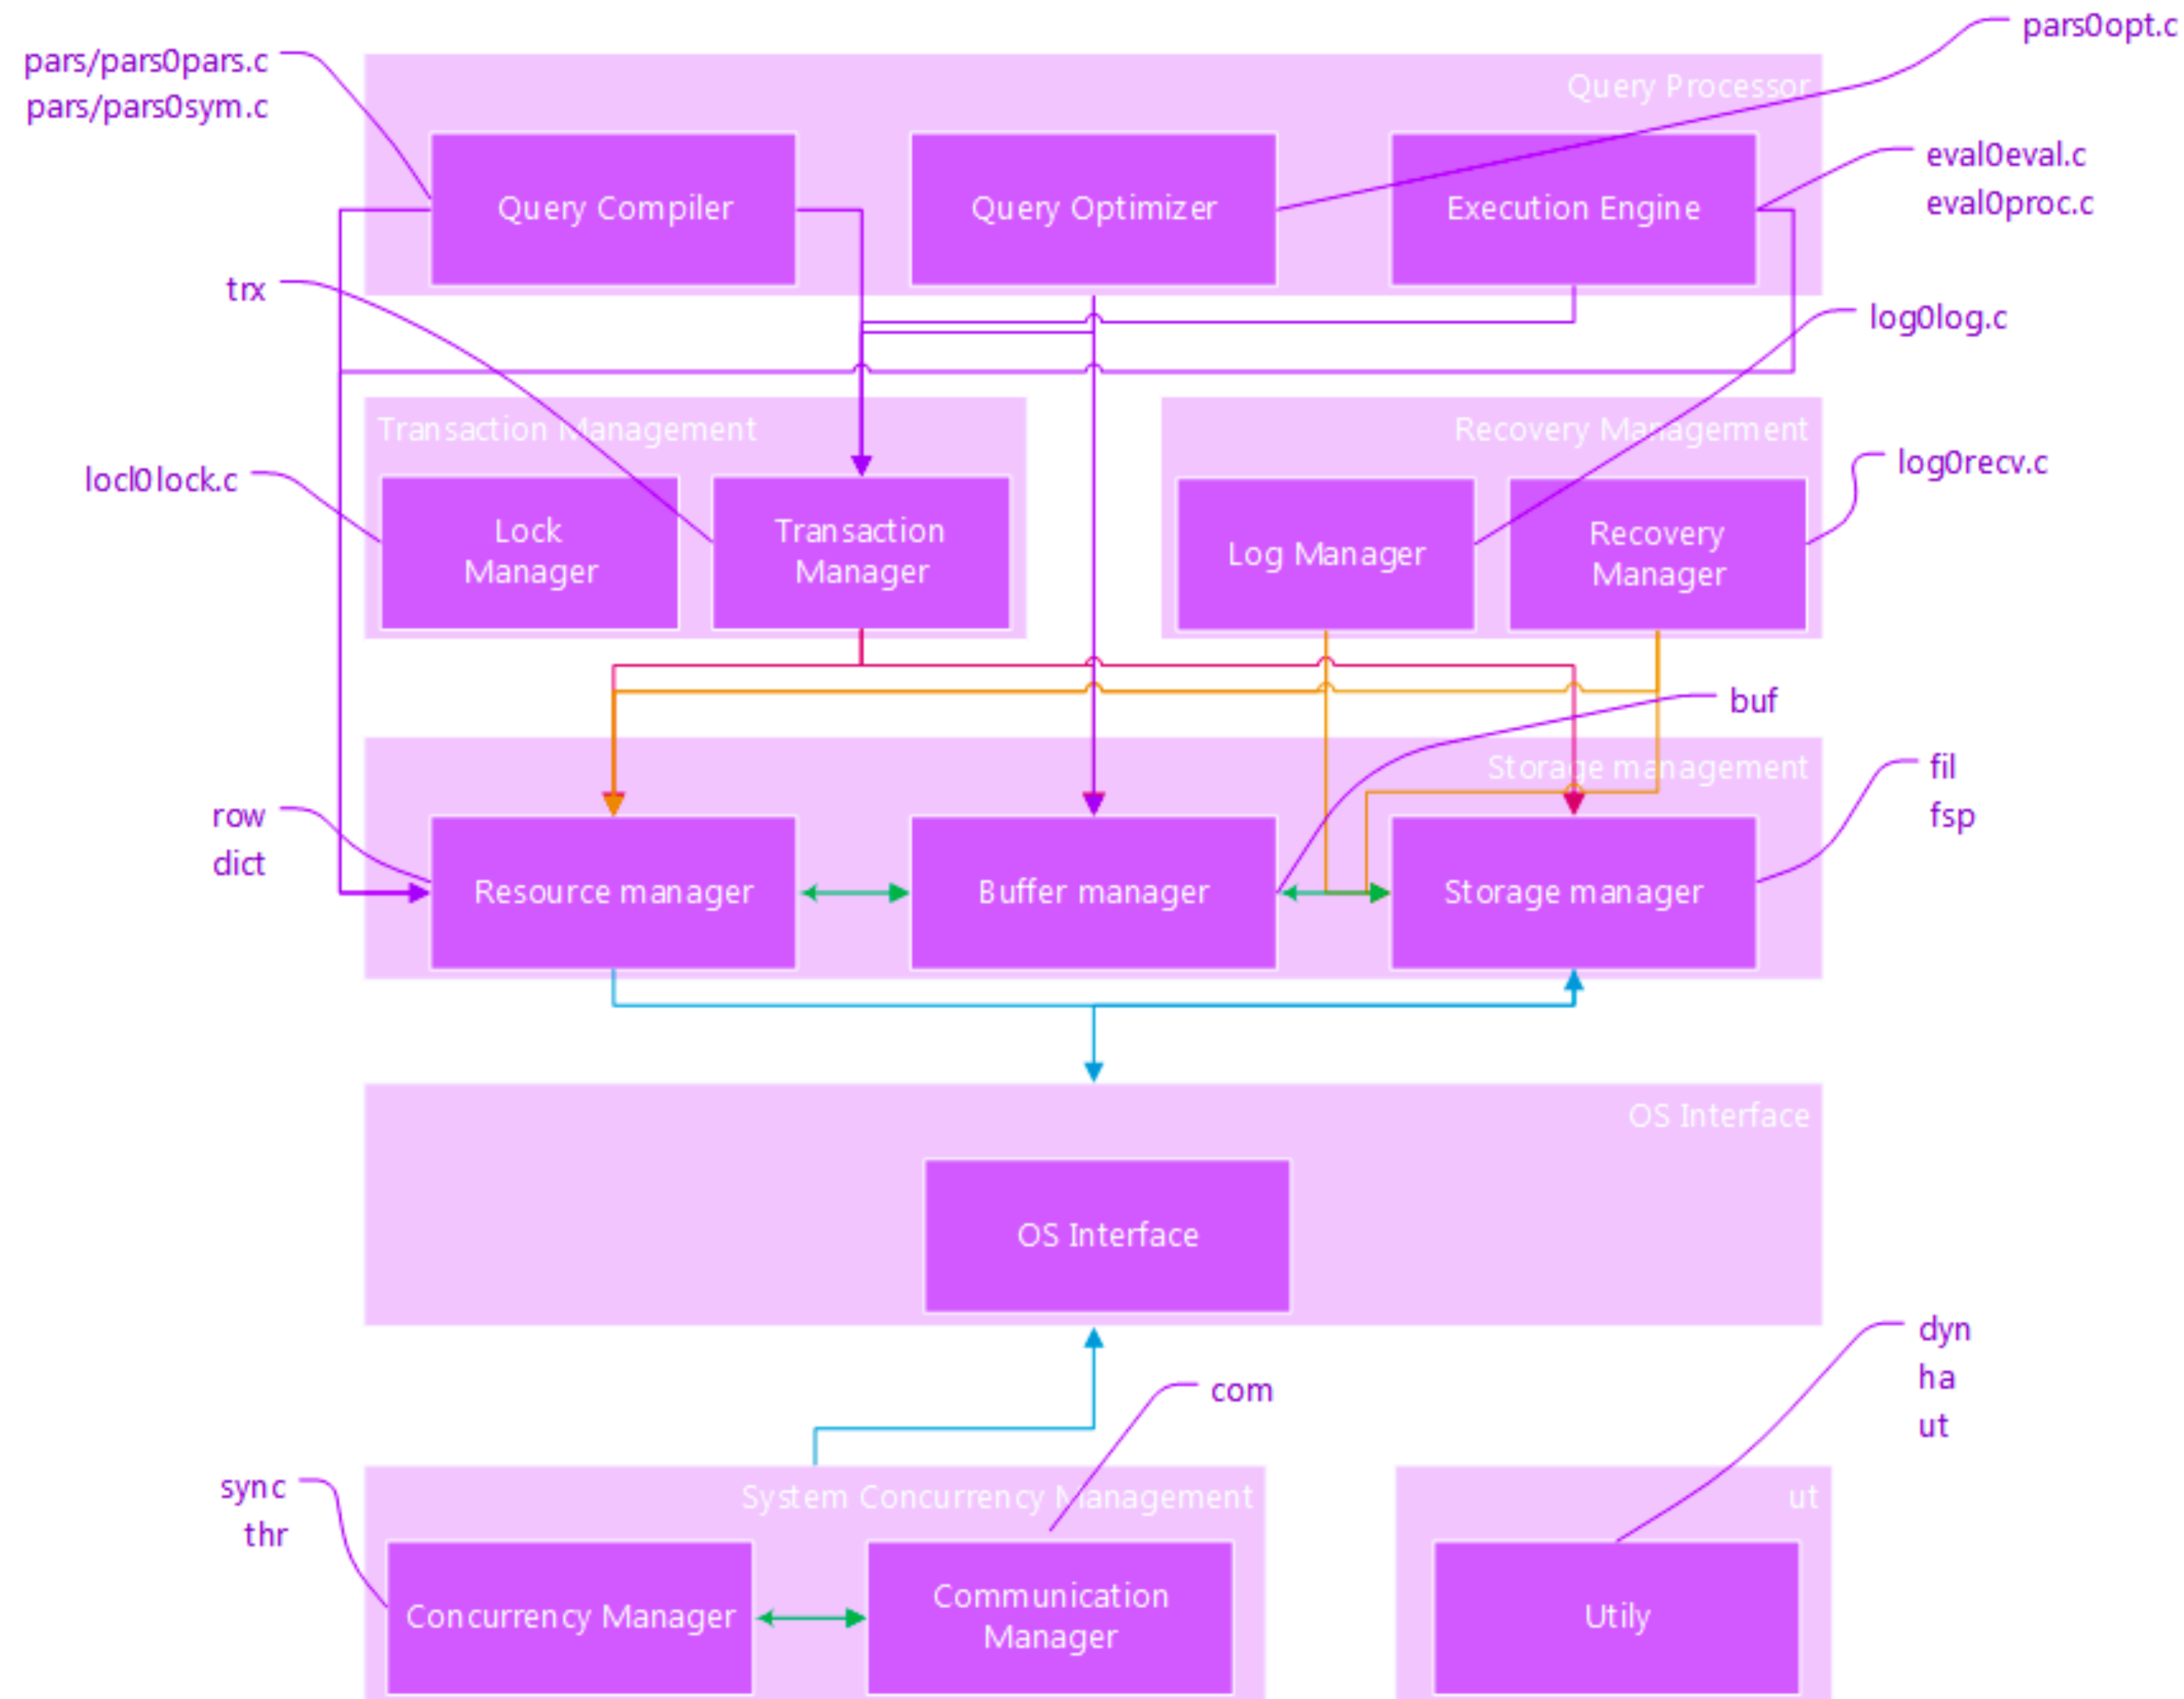 pars0opt.c
pars/pars0pars.c
pars/pars0sym.c
Query Processor
eval0eval.c
eval0proc.c
Query Compiler
Query Optimizer
Execution Engine
trx
log0log.c
Transaction Management
Recovery Managerment
locl0lock.c
log0recv.c
Lock
Manager
Transaction
Manager
Log Manager
Recovery
Manager
buf
Storage management
fil
fsp
row
dict
Resource manager
Buffer manager
Storage manager
OS Interface
OS Interface
dyn
ha
ut
com
sync
thr
System Concurrency Management
ut
Concurrency Manager
Communication
Manager
Utily